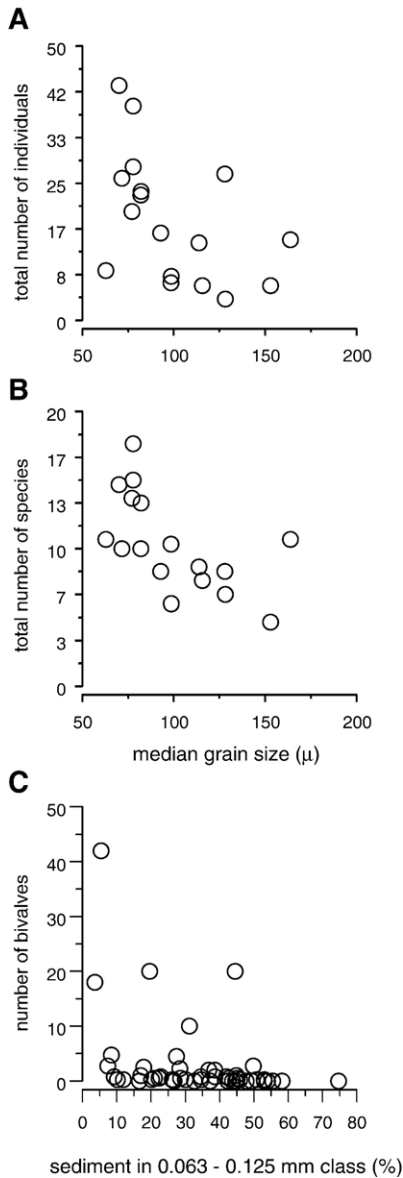 A
50
42
33
25
17
8
0
total number of individuals
50 100 150 200
B
20
17
13
10
7
3
0
total number of species
50 100 150 200
median grain size (μ)
C
50
40
30
20
10
0
number of bivalves
0 10 20 30 40 50 60 70 80
sediment in 0.063 - 0.125 mm class (%)